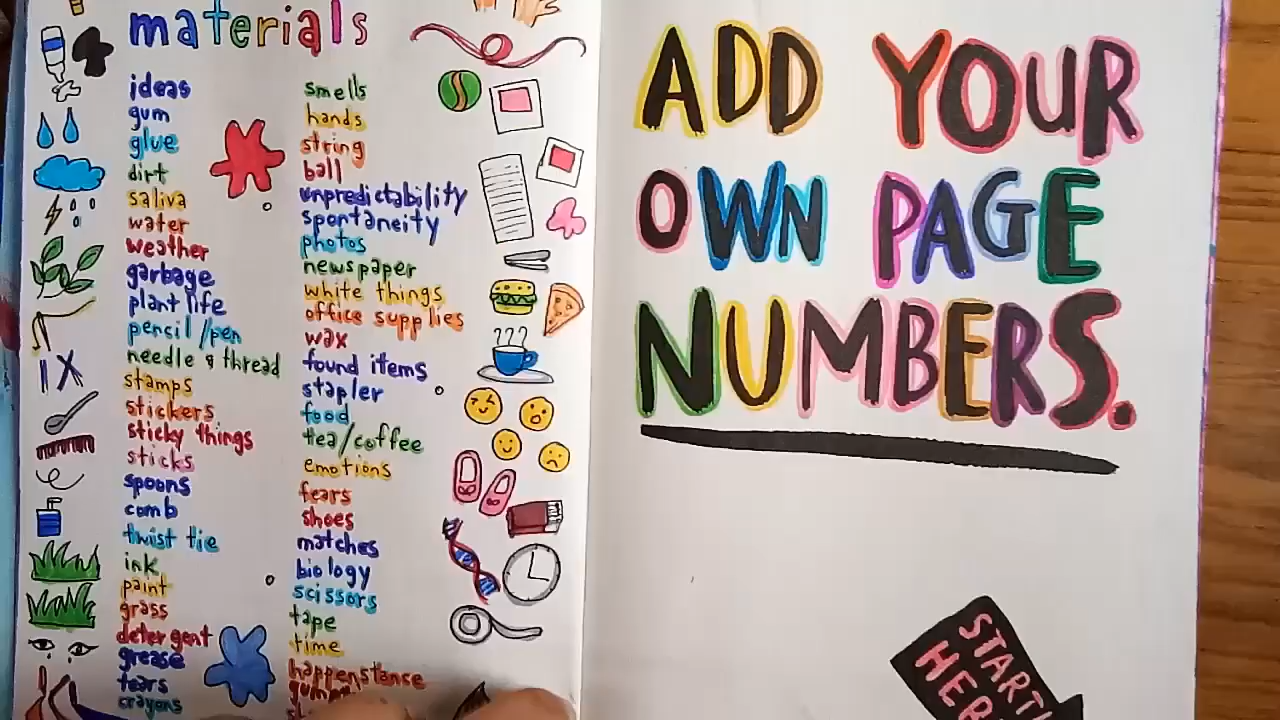 materials
ideas
gum
glue
dirt
saliva
water
weather
garbage
plant life
pencil/pen
needle & thread
stamps
stickers
sticky things
sticks
spoons
comb
twist tie
ink
paint
grass
detergent
grease
tears
crayons
smells
hands
string
ball
unpredictability
spontaneity
photos
newspaper
white things
office supplies
wax
found items
stapler
food
tea/coffee
emotions
fears
shoes
matches
biology
scissors
tape
time
happenstance
ADD YOUR
OWN PAGE
NUMBERS.
START